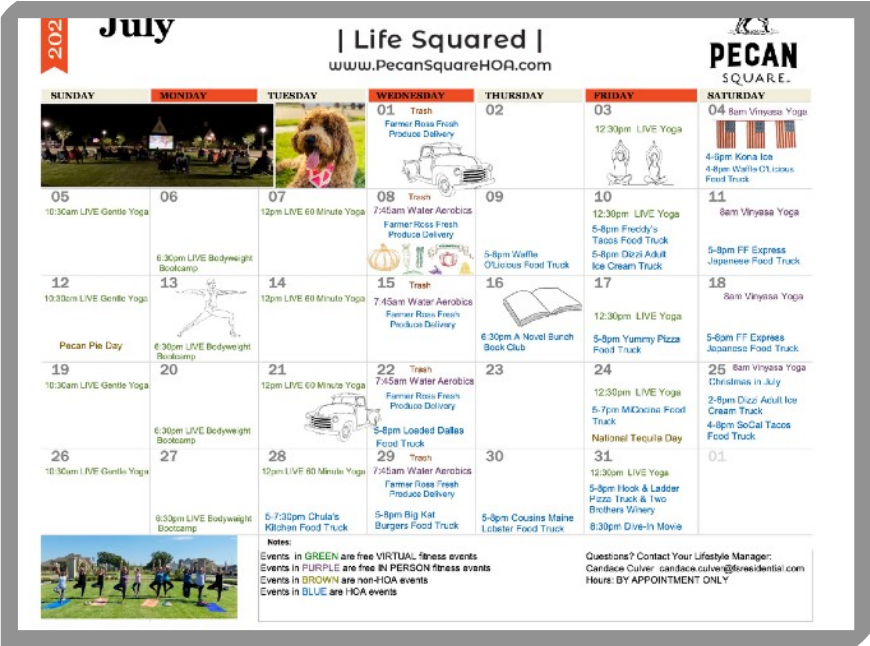 202
July
| Life Squared |
www.PecanSquareHOA.com
PECAN
SQUARE
SUNDAY
MONDAY
TUESDAY
WEDNESDAY
THURSDAY
FRIDAY
SATURDAY
01 Trash
Farmer Ross Fresh
Produce Delivery
02
03
12:30pm LIVE Yoga
04 8am Vinyasa Yoga
4-6pm Kona Ice
4-8pm Waffle O'Licious
Food Truck
05
10:30am LIVE Gentle Yoga
06
6:30pm LIVE Bodyweight
Bootcamp
07
12pm LIVE 60 Minute Yoga
08 Trash
7:45am Water Aerobics
Farmer Ross Fresh
Produce Delivery
09
5-8pm Waffle
O'Licious Food Truck
10
12:30pm LIVE Yoga
5-8pm Freddy's
Tacos Food Truck
5-8pm Dizzi Adult
Ice Cream Truck
11
8am Vinyasa Yoga
5-8pm FF Express
Japanese Food Truck
12
10:30am LIVE Gentle Yoga
Pecan Pie Day
13
6:30pm LIVE Bodyweight
Bootcamp
14
12pm LIVE 60 Minute Yoga
15 Trash
7:45am Water Aerobics
Farmer Ross Fresh
Produce Delivery
16
6:30pm A Novel Bunch
Book Club
17
12:30pm LIVE Yoga
5-8pm Yummy Pizza
Food Truck
18
8am Vinyasa Yoga
5-8pm FF Express
Japanese Food Truck
19
10:30am LIVE Gentle Yoga
20
6:30pm LIVE Bodyweight
Bootcamp
21
12pm LIVE 60 Minute Yoga
22 Trash
7:45am Water Aerobics
Farmer Ross Fresh
Produce Delivery
5-8pm Loaded Dallas
Food Truck
23
24
12:30pm LIVE Yoga
5-7pm MiCocina Food
Truck
National Tequila Day
25 8am Vinyasa Yoga
Christmas in July
2-8pm Dizzi Adult Ice
Cream Truck
4-8pm SoCal Tacos
Food Truck
26
10:30am LIVE Gentle Yoga
27
6:30pm LIVE Bodyweight
Bootcamp
28
12pm LIVE 60 Minute Yoga
5-7:30pm Chula's
Kitchen Food Truck
29 Trash
7:45am Water Aerobics
Farmer Ross Fresh
Produce Delivery
5-8pm Big Kat
Burgers Food Truck
30
5-8pm Cousins Maine
Lobster Food Truck
31
12:30pm LIVE Yoga
5-8pm Hook & Ladder
Pizza Truck & Two
Brothers Winery
8:30pm Dive-In Movie
01
Notes:
Events in GREEN are free VIRTUAL fitness events
Events in PURPLE are free IN PERSON fitness events
Events in BROWN are non-HOA events
Events in BLUE are HOA events
Questions? Contact Your Lifestyle Manager:
Candace Culver candace.culver@fsresidential.com
Hours: BY APPOINTMENT ONLY